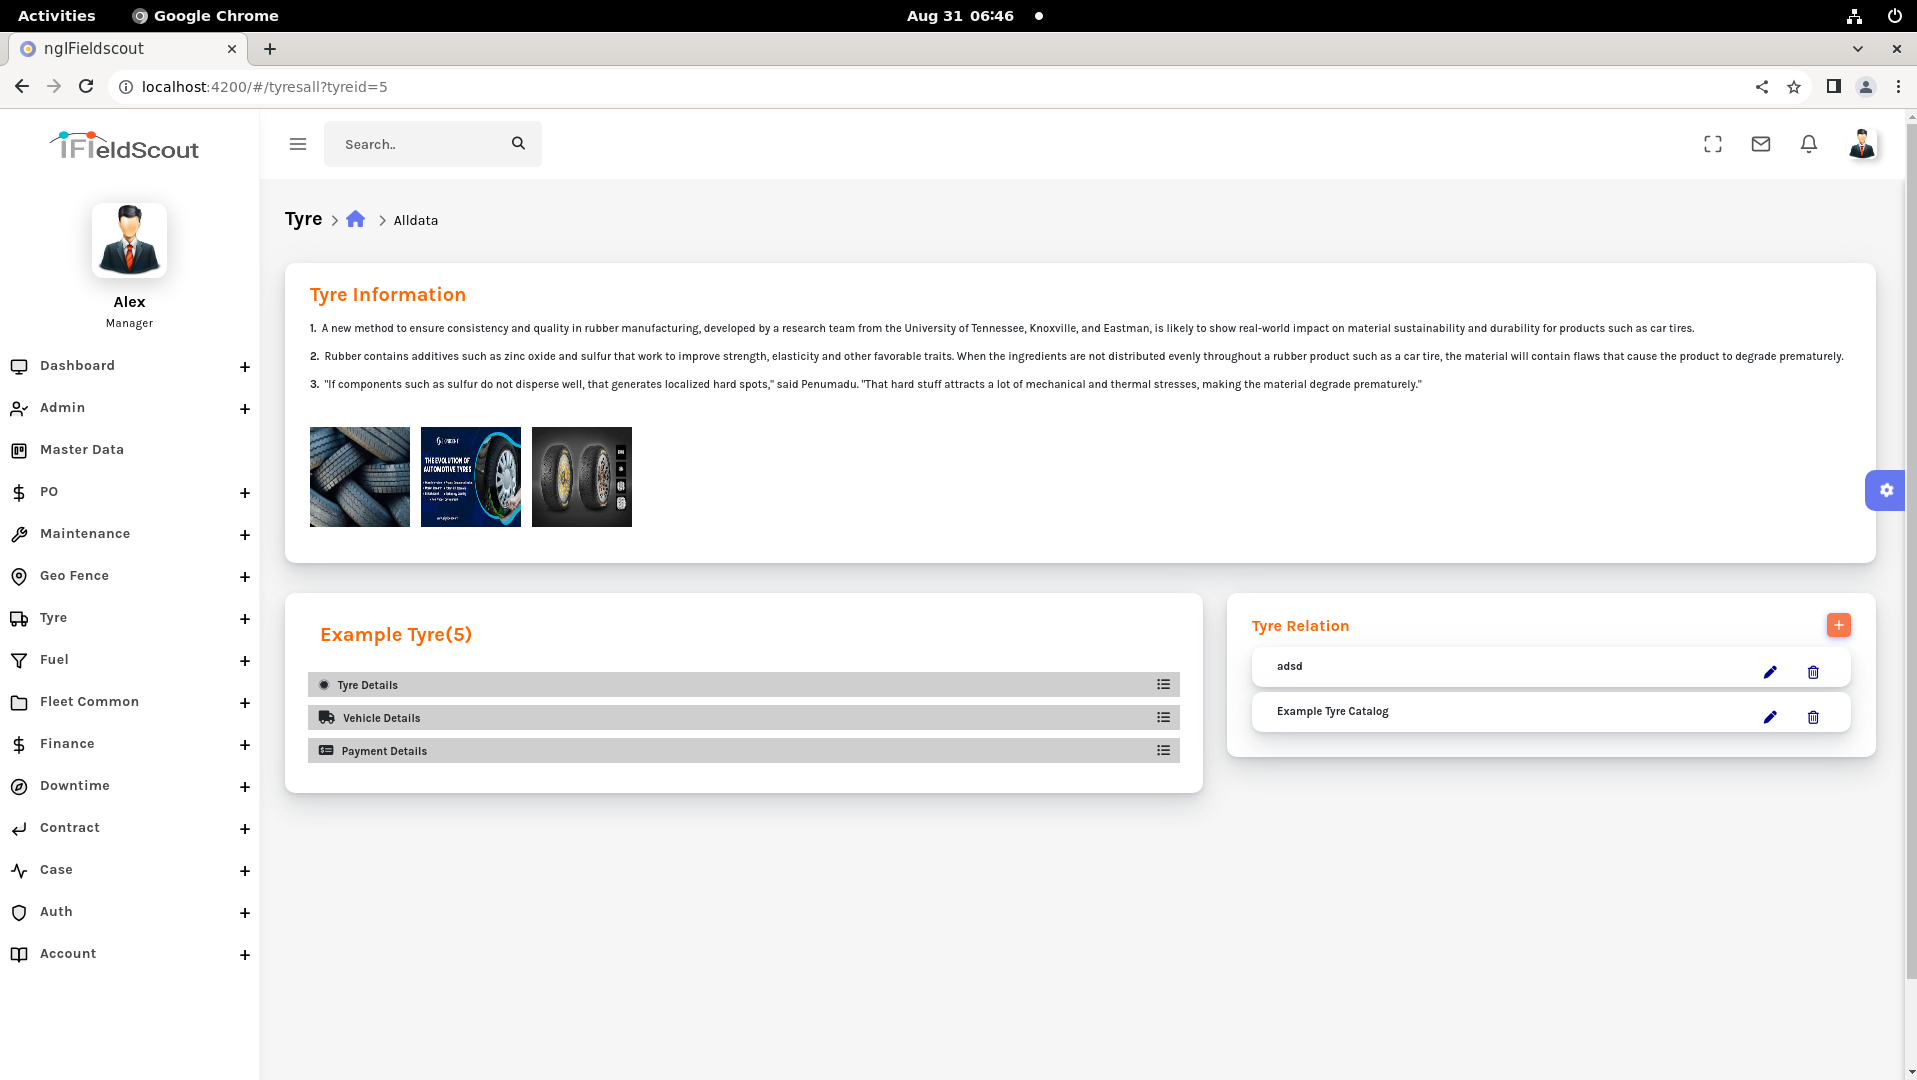 Activities
Google Chrome
Aug 31 06:46
ngIFieldscout
localhost:4200/#/tyresall?tyreid=5
iFieldScout
Search..
Alex
Manager
Dashboard
Admin
Master Data
PO
Maintenance
Geo Fence
Tyre
Fuel
Fleet Common
Finance
Downtime
Contract
Case
Auth
Account
Tyre > Alldata
Tyre Information
1. A new method to ensure consistency and quality in rubber manufacturing, developed by a research team from the University of Tennessee, Knoxville, and Eastman, is likely to show real-world impact on material sustainability and durability for products such as car tires.
2. Rubber contains additives such as zinc oxide and sulfur that work to improve strength, elasticity and other favorable traits. When the ingredients are not distributed evenly throughout a rubber product such as a car tire, the material will contain flaws that cause the product to degrade prematurely.
3. "If components such as sulfur do not disperse well, that generates localized hard spots," said Penumadu. "That hard stuff attracts a lot of mechanical and thermal stresses, making the material degrade prematurely."
THE EVOLUTION OF
AUTOMOTIVE TYRES
Example Tyre(5)
Tyre Details
Vehicle Details
Payment Details
Tyre Relation
adsd
Example Tyre Catalog